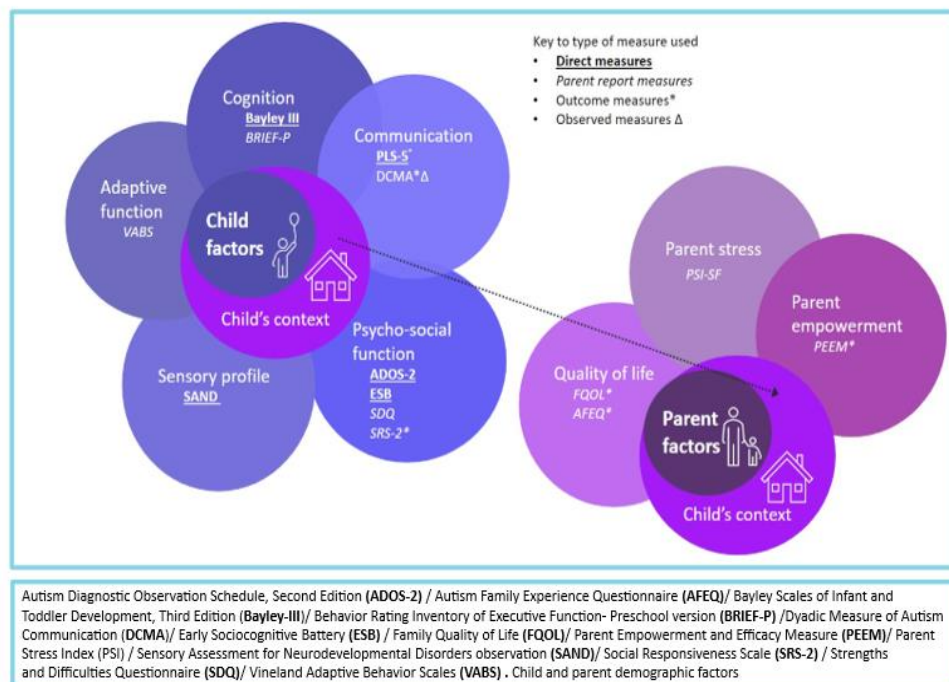 Key to type of measure used
• Direct measures
• Parent report measures
• Outcome measures*
• Observed measures Δ
Cognition
Bayley III
BRIEF-P
Communication
PLS-5*
DCMA*Δ
Adaptive
function
VABS
Child
factors
Child's context
Psycho-social
function
ADOS-2
ESB
SDQ
SRS-2*
Sensory profile
SAND
Parent stress
PSI-SF
Parent
empowerment
PEEM*
Quality of life
FQOL*
AFEQ*
Parent
factors
Child's context
Autism Diagnostic Observation Schedule, Second Edition (ADOS-2) / Autism Family Experience Questionnaire (AFEQ)/ Bayley Scales of Infant and
Toddler Development, Third Edition (Bayley-III)/ Behavior Rating Inventory of Executive Function- Preschool version (BRIEF-P) /Dyadic Measure of Autism
Communication (DCMA)/ Early Sociocognitive Battery (ESB) / Family Quality of Life (FQOL)/ Parent Empowerment and Efficacy Measure (PEEM)/ Parent
Stress Index (PSI) / Sensory Assessment for Neurodevelopmental Disorders observation (SAND)/ Social Responsiveness Scale (SRS-2) / Strengths
and Difficulties Questionnaire (SDQ)/ Vineland Adaptive Behavior Scales (VABS) . Child and parent demographic factors